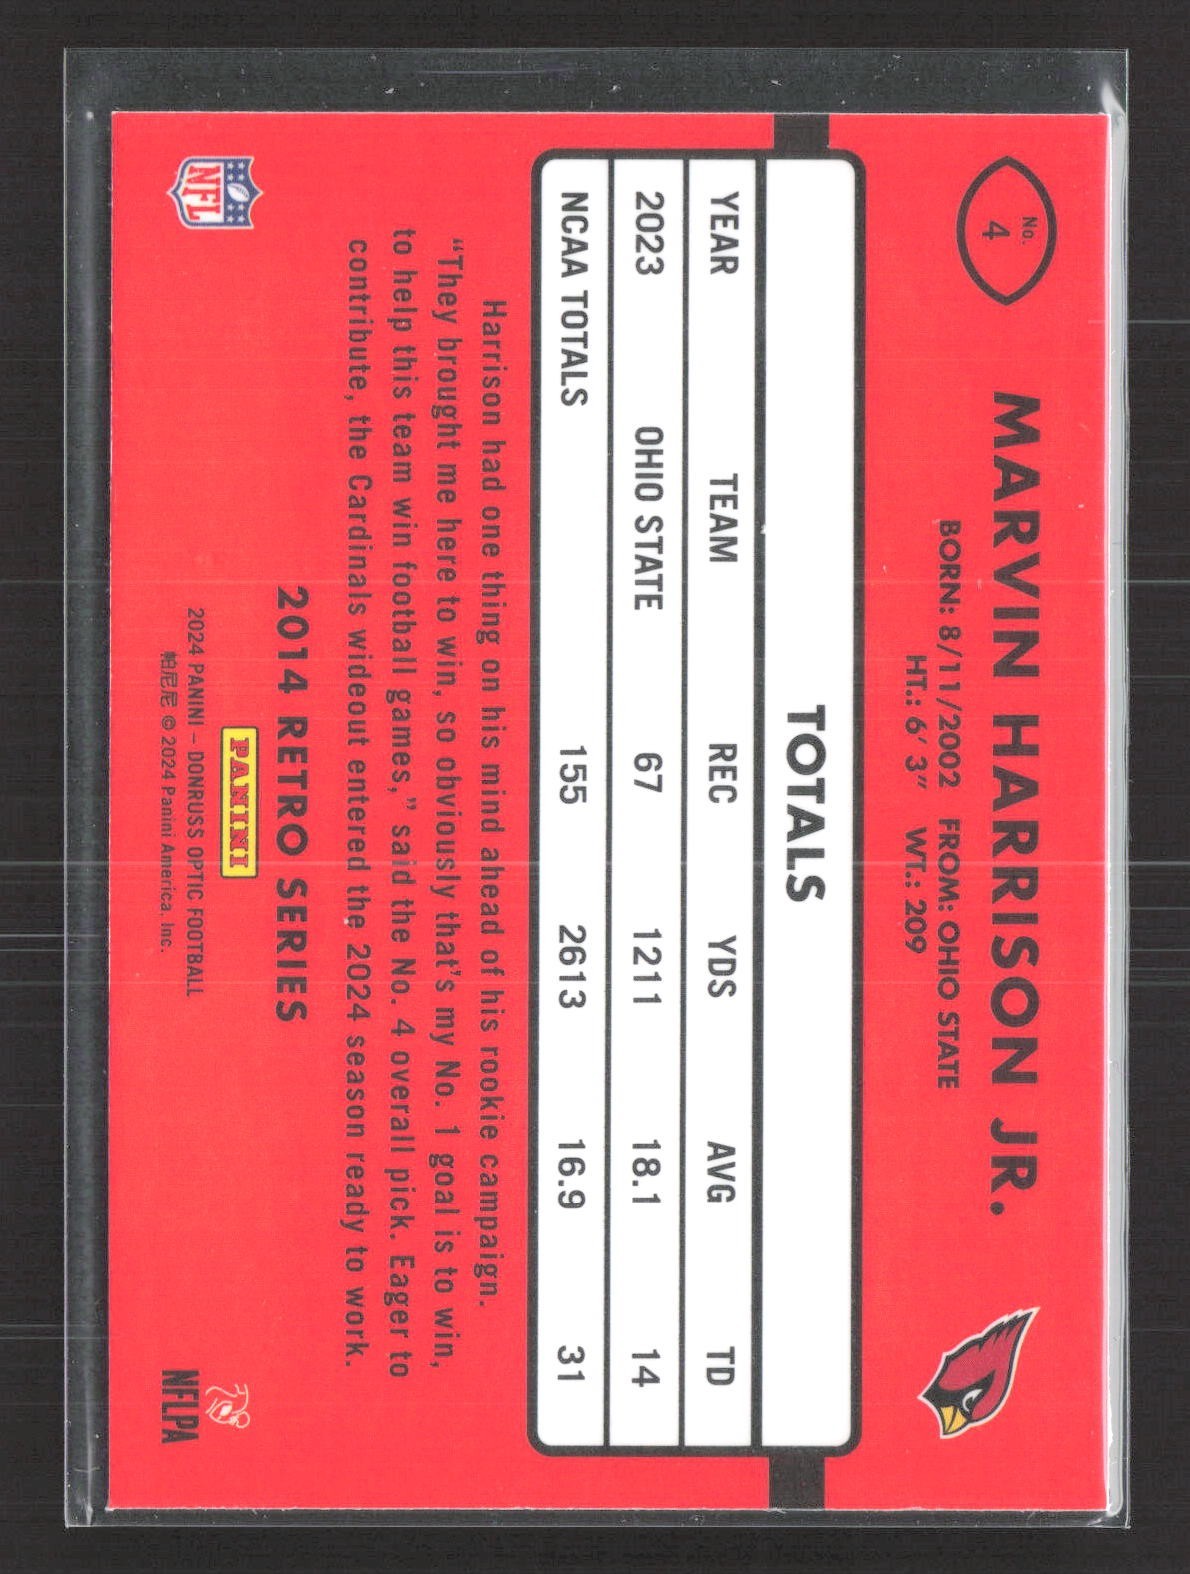 No.
4
MARVIN HARRISON JR.
BORN: 8/11/2002 FROM: OHIO STATE
HT.: 6' 3" WT.: 209
TOTALS
YEAR TEAM REC YDS AVG TD
2023 OHIO STATE 67 1211 18.1 14
NCAA TOTALS 155 2613 16.9 31
Harrison had one thing on his mind ahead of his rookie campaign.
“They brought me here to win, so obviously that’s my No. 1 goal is to win,
to help this team win football games,” said the No. 4 overall pick. Eager to
contribute, the Cardinals wideout entered the 2024 season ready to work.
2014 RETRO SERIES
NFL
PANINI
2024 PANINI – DONRUSS OPTIC FOOTBALL
帕尼尼 © 2024 Panini America, Inc.
NFLPA